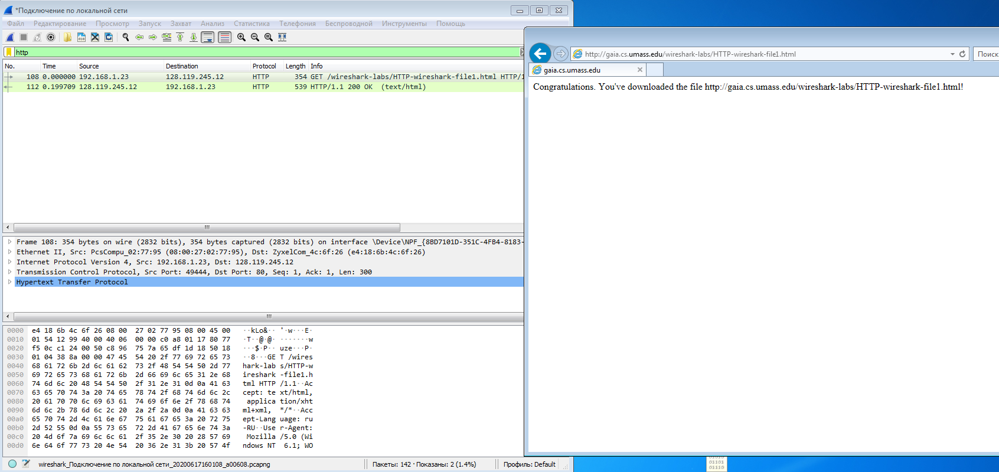 *Подключение по локальной сети
Файл Редактирование Просмотр Запуск Захват Анализ Статистика Телефония Беспроводной Инструменты Помощь
http
No. Time Source Destination Protocol Length Info
108 0.000000 192.168.1.23 128.119.245.12 HTTP 354 GET /wireshark-labs/HTTP-wireshark-file1.html HTTP/1
112 0.199709 128.119.245.12 192.168.1.23 HTTP 539 HTTP/1.1 200 OK (text/html)
Frame 108: 354 bytes on wire (2832 bits), 354 bytes captured (2832 bits) on interface \Device\NPF_{8BD7101D-351C-4FB4-8183-
Ethernet II, Src: PcsCompu_02:77:95 (08:00:27:02:77:95), Dst: ZyxelCom_4c:6f:26 (e4:18:6b:4c:6f:26)
Internet Protocol Version 4, Src: 192.168.1.23, Dst: 128.119.245.12
Transmission Control Protocol, Src Port: 49444, Dst Port: 80, Seq: 1, Ack: 1, Len: 300
Hypertext Transfer Protocol
0000 e4 18 6b 4c 6f 26 08 00 27 02 77 95 08 00 45 00 ··kLo&·· '·w···E·
0010 01 54 12 99 40 00 40 06 00 00 c0 a8 01 17 80 77 ·T··@·@· ·······w
0020 f5 0c c1 24 00 50 c8 96 75 7a 65 df 1d 18 50 18 ···$·P·· uze···P·
0030 01 04 38 8a 00 00 47 45 54 20 2f 77 69 72 65 73 ··8···GE T /wires
0040 68 61 72 6b 2d 6c 61 62 73 2f 48 54 54 50 2d 77 hark-lab s/HTTP-w
0050 69 72 65 73 68 61 72 6b 2d 66 69 6c 65 31 2e 68 ireshark -file1.h
0060 74 6d 6c 20 48 54 54 50 2f 31 2e 31 0d 0a 41 63 tml HTTP /1.1··Ac
0070 63 65 70 74 3a 20 74 65 78 74 2f 68 74 6d 6c 2c cept: te xt/html,
0080 20 61 70 70 6c 69 63 61 74 69 6f 6e 2f 78 68 74 applica tion/xht
0090 6d 6c 2b 78 6d 6c 2c 20 2a 2f 2a 0d 0a 41 63 63 ml+xml, */*··Acc
00a0 65 70 74 2d 4c 61 6e 67 75 61 67 65 3a 20 72 75 ept-Lang uage: ru
00b0 2d 52 55 0d 0a 55 73 65 72 2d 41 67 65 6e 74 3a -RU··Use r-Agent:
00c0 20 4d 6f 7a 69 6c 6c 61 2f 35 2e 30 20 28 57 69 Mozilla /5.0 (Wi
00d0 6e 64 6f 77 73 20 4e 54 20 36 2e 31 3b 20 57 4f ndows NT 6.1; WO
wireshark_Подключение по локальной сети_20200617160108_a00608.pcapng Пакеты: 142 · Показаны: 2 (1.4%) Профиль: Default
http://gaia.cs.umass.edu/wireshark-labs/HTTP-wireshark-file1.html Поиск
gaia.cs.umass.edu
Congratulations. You've downloaded the file http://gaia.cs.umass.edu/wireshark-labs/HTTP-wireshark-file1.html!
01010
01011
01110